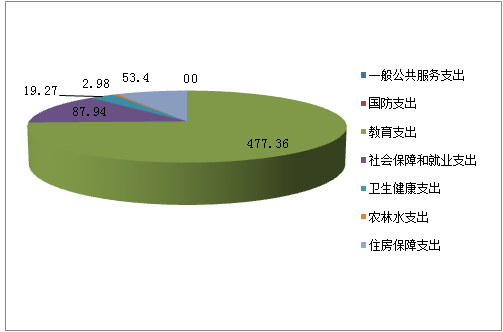 53.4
00
2.98
19.27
87.94
477.36
一般公共服务支出
国防支出
教育支出
社会保障和就业支出
卫生健康支出
农林水支出
住房保障支出